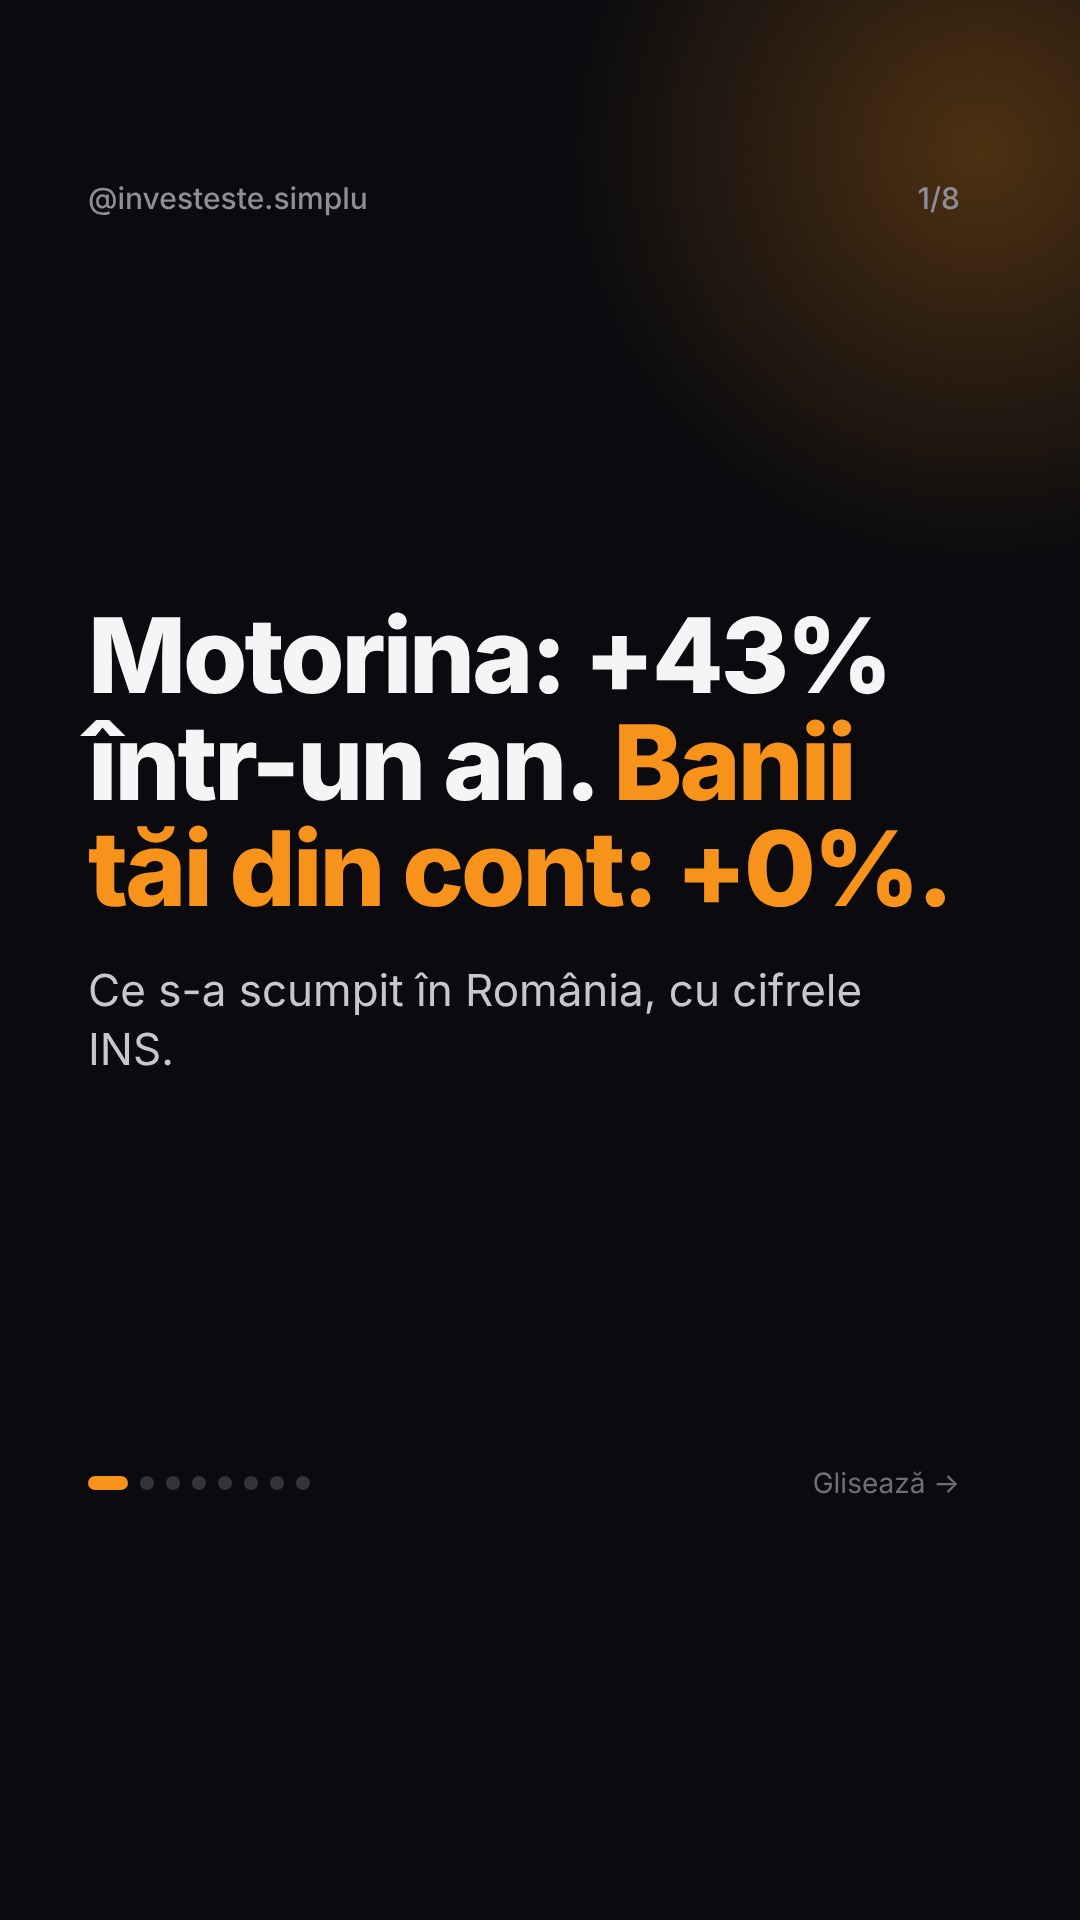 @investeste.simplu
1/8
Motorina: +43%
într-un an. Banii
tăi din cont: +0%.
Ce s-a scumpit în România, cu cifrele
INS.
Glisează →